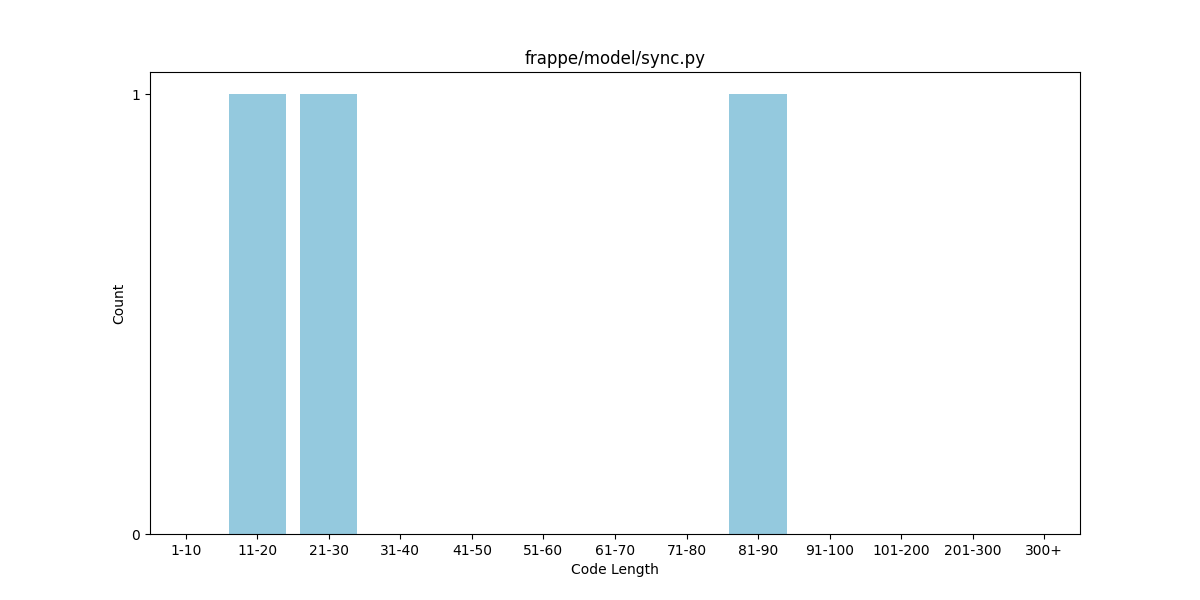 frappe/model/sync.py
1
Count
0
1-10 11-20 21-30 31-40 41-50 51-60 61-70 71-80 81-90 91-100 101-200 201-300 300+
Code Length